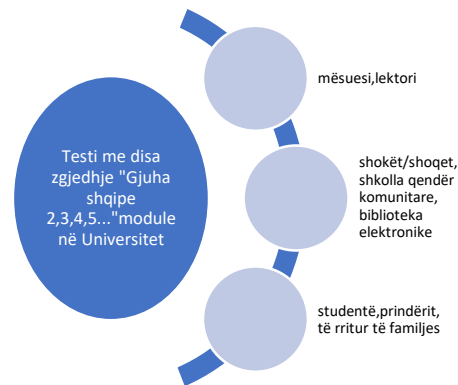 Testi me disa
zgjedhje "Gjuha
shqipe
2,3,4,5..."module
në Universitet
mësuesi,lektori
shokët/shoqet,
shkolla qendër
komunitare,
biblioteka
elektronike
studentë,prindërit,
të rritur të familjes